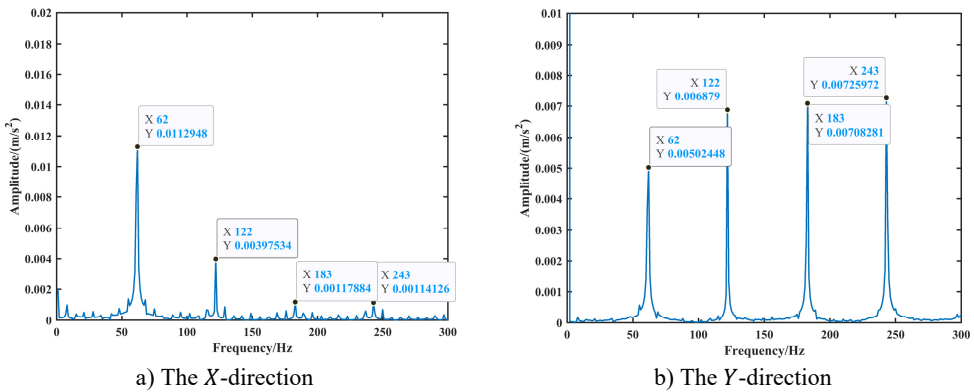 0.02
0.018
0.016
0.014
0.012
0.01
0.008
0.006
0.004
0.002
0
Amplitude/(m/s²)
X 62
Y 0.0112948
X 122
Y 0.00397534
X 183
Y 0.00117884
X 243
Y 0.00114126
0 50 100 150 200 250 300
Frequency/Hz
a) The X-direction
0.01
0.009
0.008
0.007
0.006
0.005
0.004
0.003
0.002
0.001
0
Amplitude/(m/s²)
X 122
Y 0.006879
X 243
Y 0.00725972
X 62
Y 0.00502448
X 183
Y 0.00708281
0 50 100 150 200 250 300
Frequency/Hz
b) The Y-direction